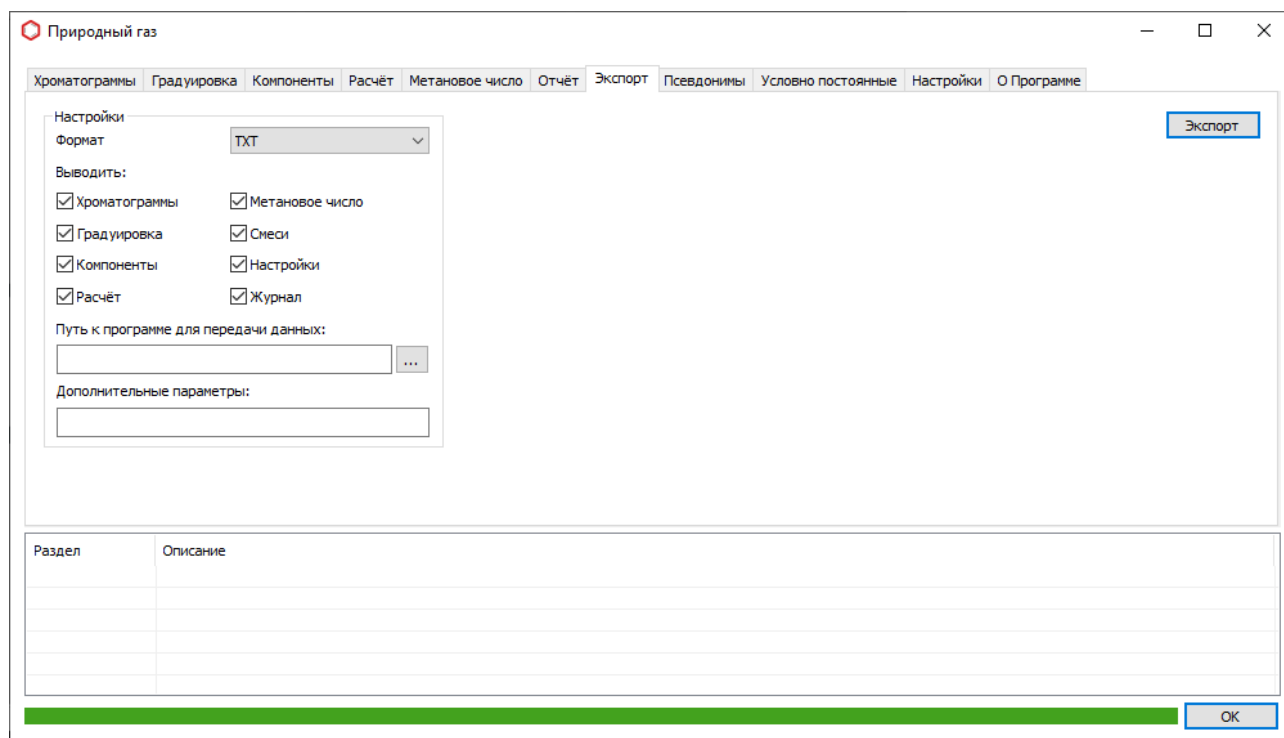 Природный газ
Хроматограммы Градуировка Компоненты Расчёт Метановое число Отчёт Экспорт Псевдонимы Условно постоянные Настройки О Программе
Настройки
Экспорт
Формат TXT
Выводить:
Хроматограммы Метановое число
Градуировка Смеси
Компоненты Настройки
Расчёт Журнал
Путь к программе для передачи данных:
...
Дополнительные параметры:
Раздел Описание
OK